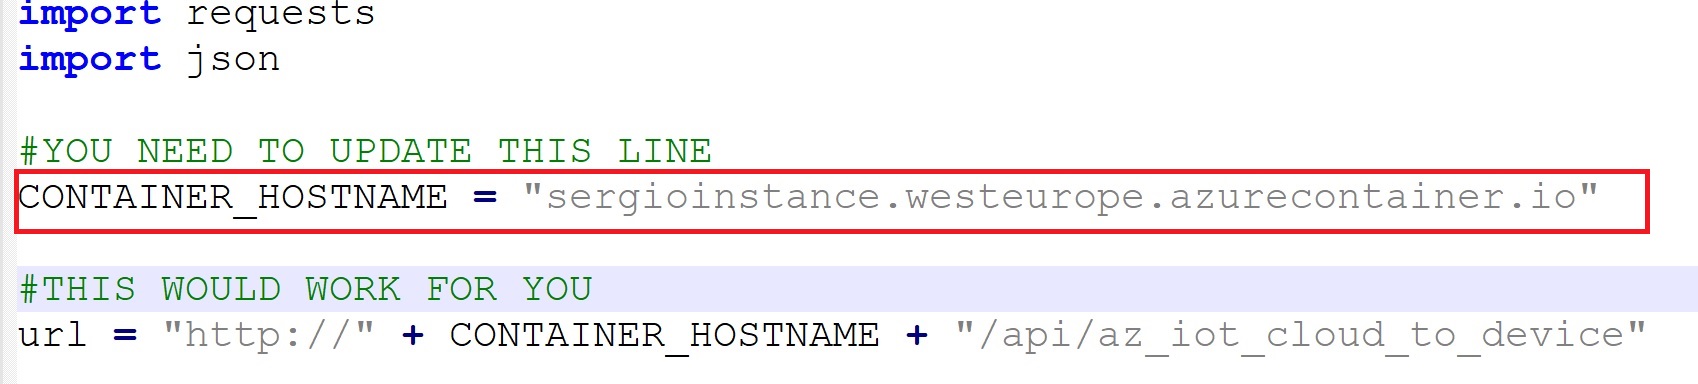 import requests
import json
#YOU NEED TO UPDATE THIS LINE
CONTAINER_HOSTNAME = "sergioinstance.westeurope.azurecontainer.io"
#THIS WOULD WORK FOR YOU
url = "http://" + CONTAINER_HOSTNAME + "/api/az_iot_cloud_to_device"